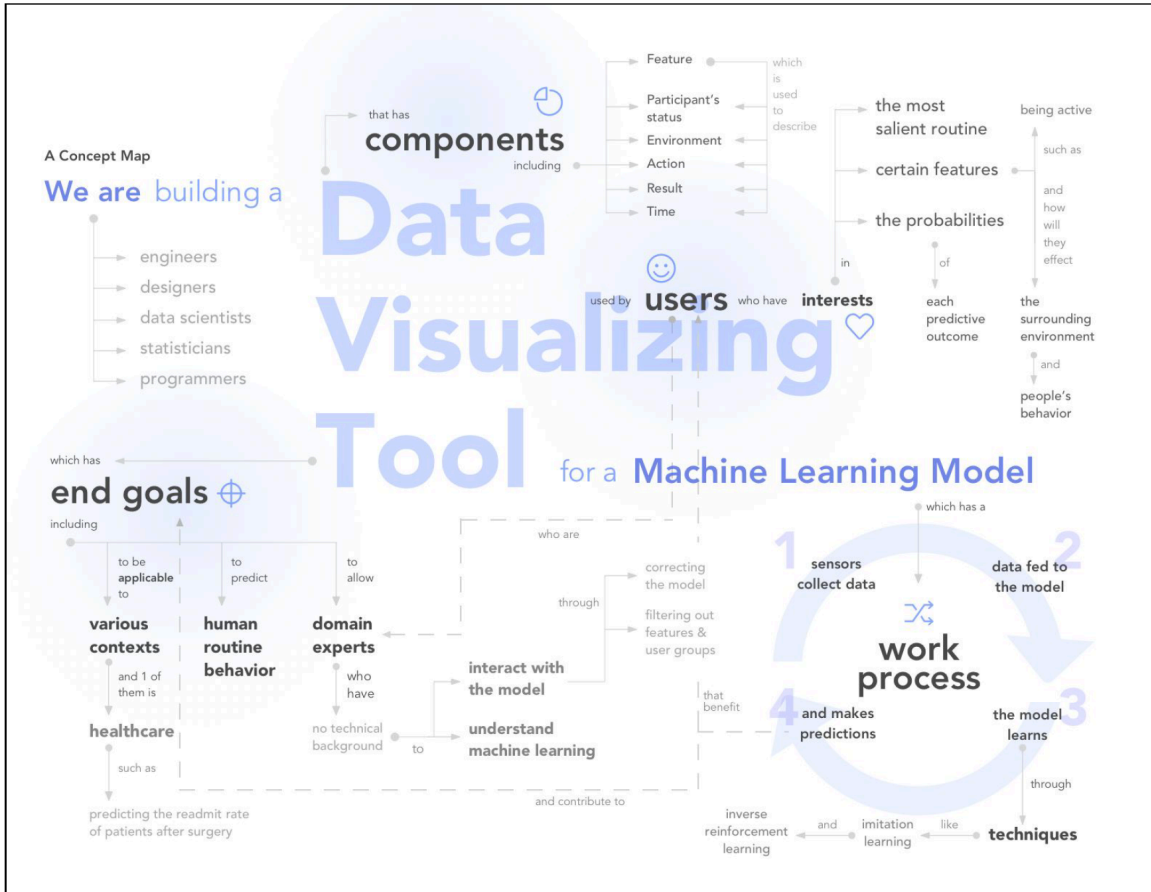 A Concept Map
We are building a
Data
Visualizing
Tool
for a Machine Learning Model
engineers
designers
data scientists
statisticians
programmers
that has
components
including
Feature
Participant's
status
Environment
Action
Result
Time
which
is
used
to
describe
used by users who have interests
in
the most
salient routine
certain features
the probabilities
of
each
predictive
outcome
being active
such as
and
how
will
they
effect
the
surrounding
environment
and
people's
behavior
which has
end goals
including
to be
applicable
to
various
contexts
and 1 of
them is
healthcare
such as
predicting the readmit rate
of patients after surgery
to
predict
human
routine
behavior
to
allow
domain
experts
who
have
no technical
background
to
interact with
the model
understand
machine learning
through
correcting
the model
filtering out
features &
user groups
who are
that
benefit
and contribute to
which has a
work
process
1
sensors
collect data
2
data fed to
the model
3
the model
learns
4
and makes
predictions
through
techniques
like
imitation
learning
and
inverse
reinforcement
learning